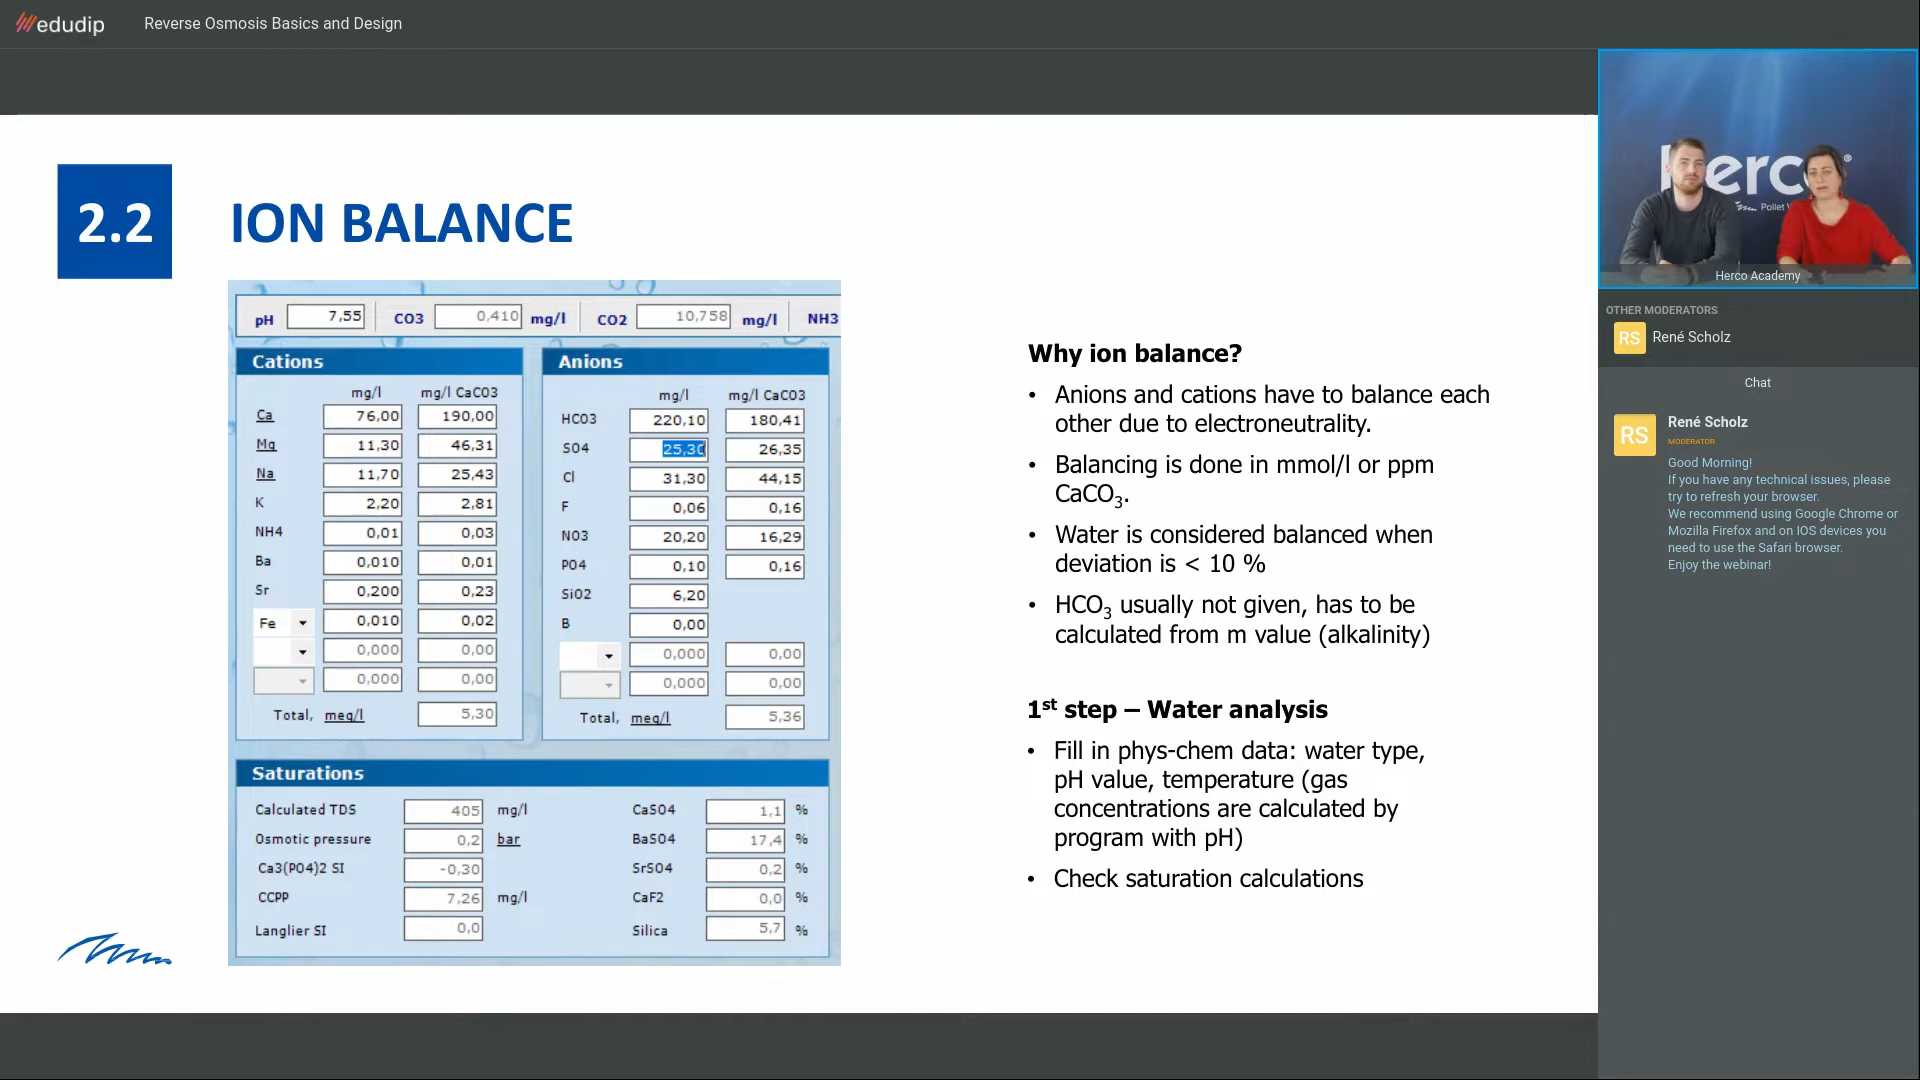 edudip
Reverse Osmosis Basics and Design
2.2
ION BALANCE
pH 7,55 CO3 0,410 mg/l CO2 10,758 mg/l NH3
Cations
mg/l mg/l CaCO3
Ca 76,00 190,00
Mg 11,30 46,31
Na 11,70 25,43
K 2,20 2,81
NH4 0,01 0,03
Ba 0,010 0,01
Sr 0,200 0,23
Fe 0,010 0,02
0,000 0,00
0,000 0,00
Total, meg/l 5,30
Anions
mg/l mg/l CaCO3
HCO3 220,10 180,41
SO4 25,30 26,35
Cl 31,30 44,15
F 0,06 0,16
NO3 20,20 16,29
PO4 0,10 0,16
SiO2 6,20
B 0,00
0,000 0,00
0,000 0,00
Total, meg/l 5,36
Saturations
Calculated TDS 405 mg/l CaSO4 1,1 %
Osmotic pressure 0,2 bar BaSO4 17,4 %
Ca3(PO4)2 SI -0,30 SrSO4 0,2 %
CCPP 7,26 mg/l CaF2 0,0 %
Langlier SI 0,0 Silica 5,7 %
Why ion balance?
• Anions and cations have to balance each
other due to electroneutrality.
• Balancing is done in mmol/l or ppm
CaCO3.
• Water is considered balanced when
deviation is < 10 %
• HCO3 usually not given, has to be
calculated from m value (alkalinity)
1st step – Water analysis
• Fill in phys-chem data: water type,
pH value, temperature (gas
concentrations are calculated by
program with pH)
• Check saturation calculations
Herco Academy
OTHER MODERATORS
RS René Scholz
Chat
RS
René Scholz
MODERATOR
Good Morning!
If you have any technical issues, please
try to refresh your browser.
We recommend using Google Chrome or
Mozilla Firefox and on IOS devices you
need to use the Safari browser.
Enjoy the webinar!